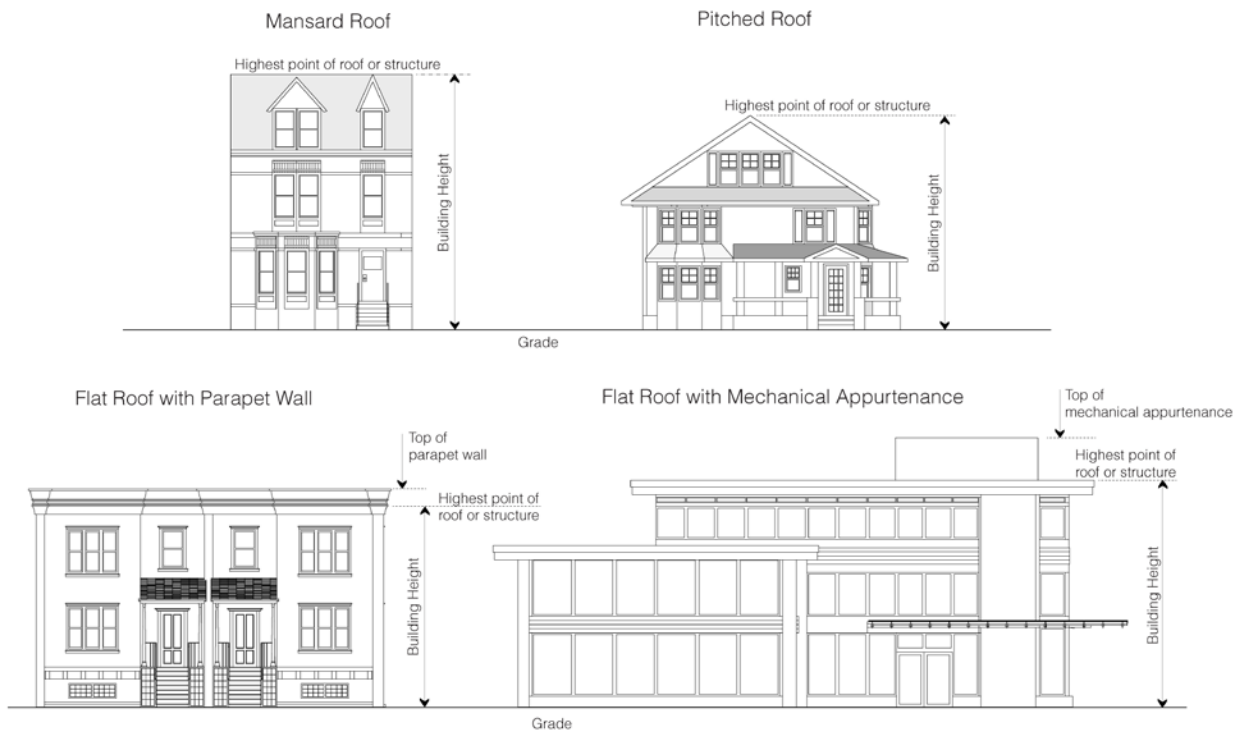 Mansard Roof
Pitched Roof
Highest point of roof or structure
Building Height
Highest point of roof or structure
Building Height
Grade
Flat Roof with Parapet Wall
Flat Roof with Mechanical Appurtenance
Top of
parapet wall
Highest point of
roof or structure
Building Height
Top of
mechanical appurtenance
Highest point of
roof or structure
Building Height
Grade